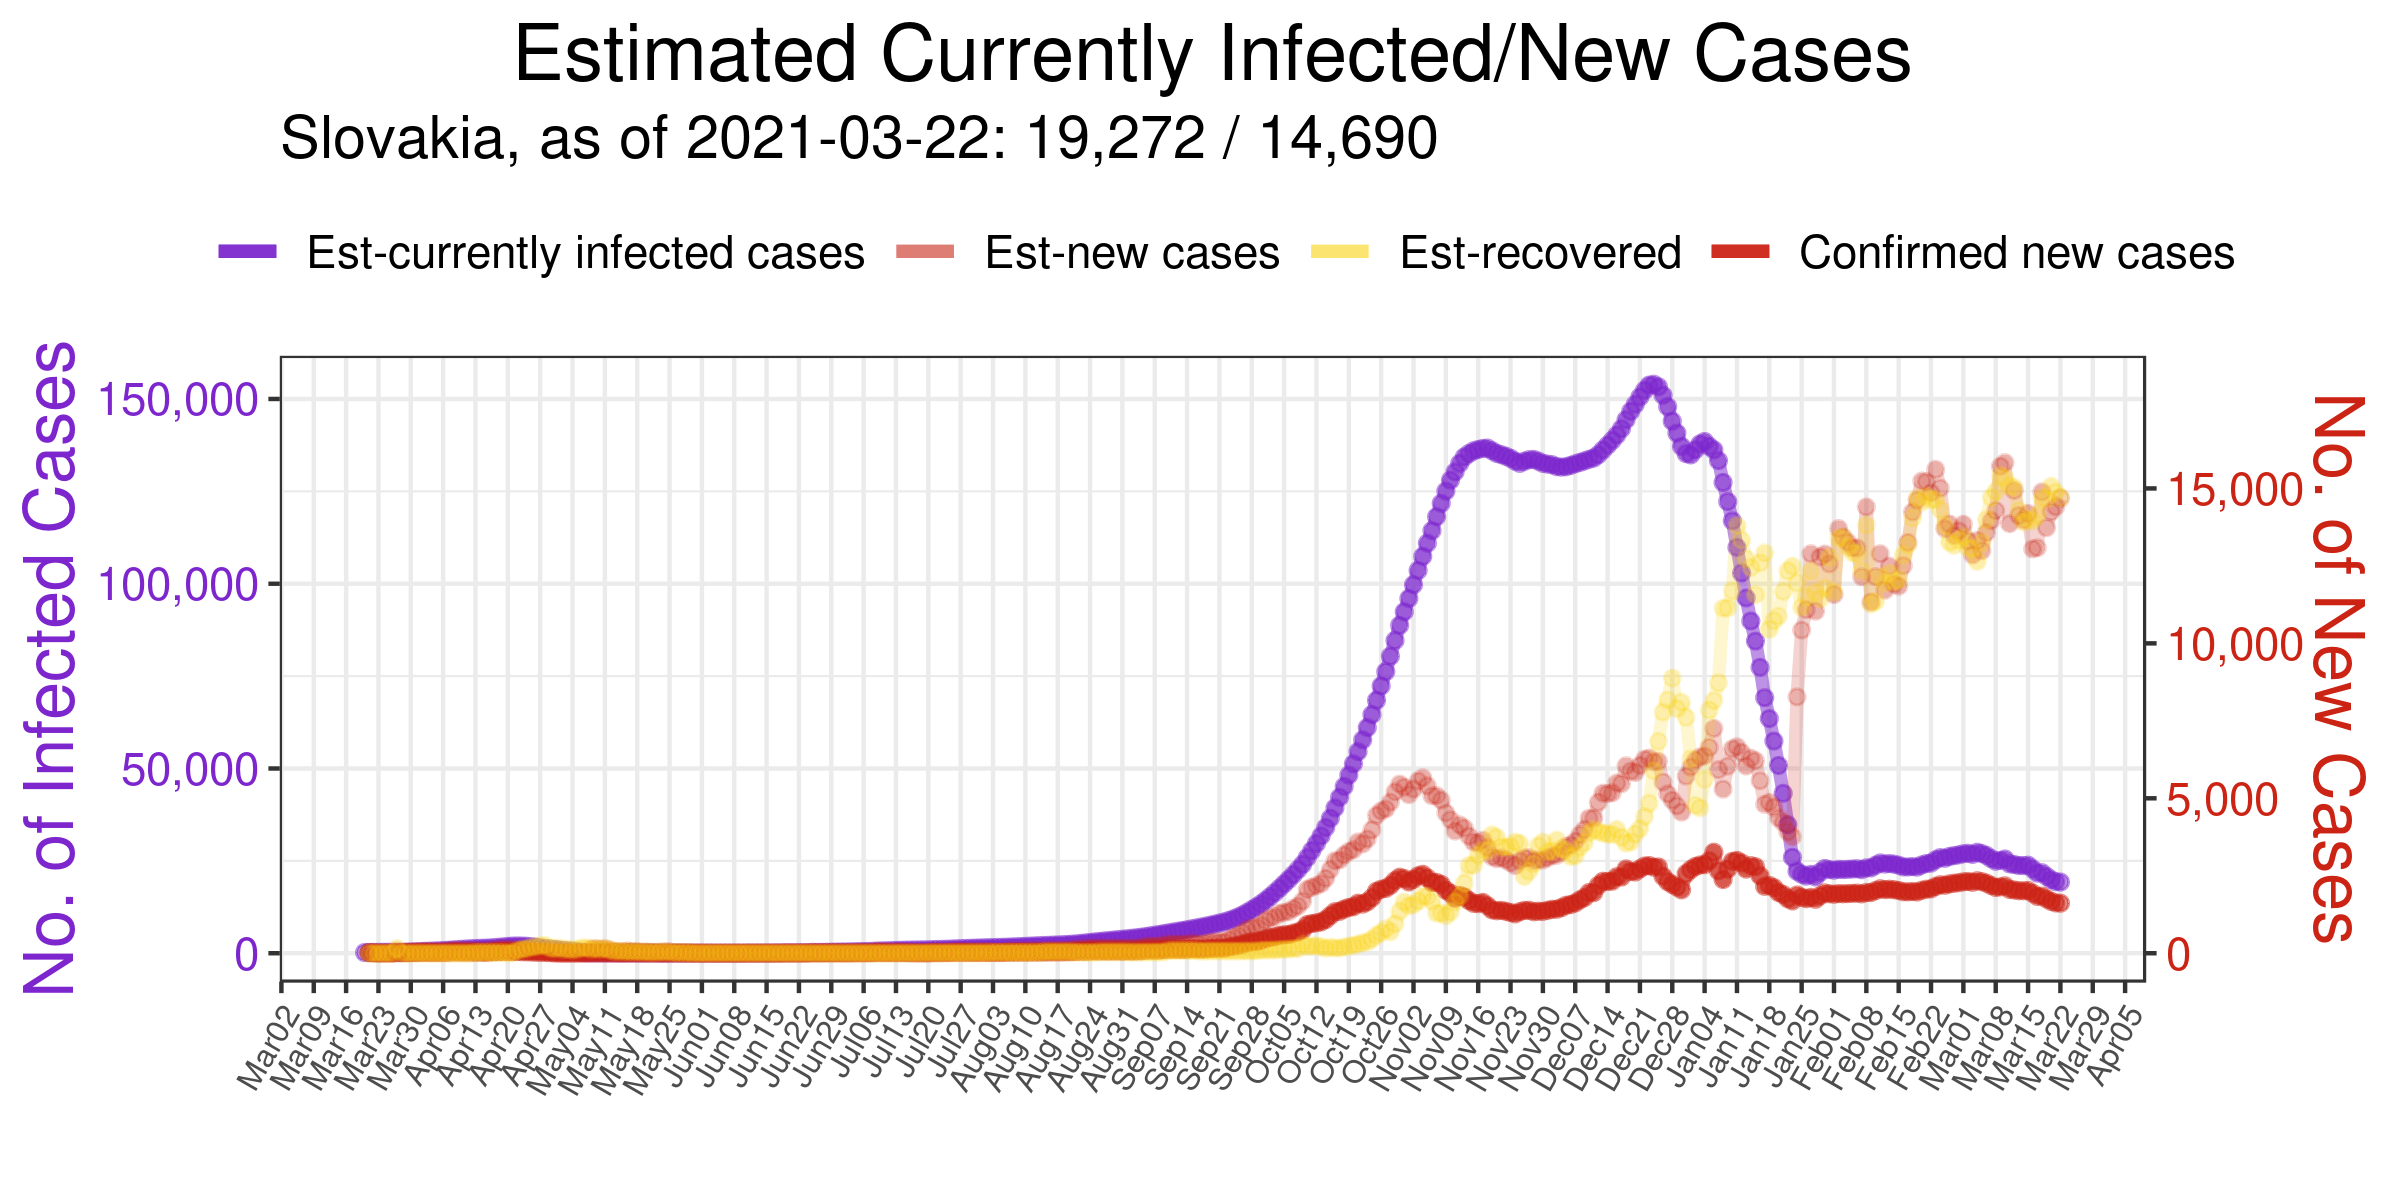 Estimated Currently Infected/New Cases
Slovakia, as of 2021-03-22: 19,272 / 14,690
Est-currently infected cases
Est-new cases
Est-recovered
Confirmed new cases
No. of Infected Cases
150,000
100,000
50,000
0
No. of New Cases
15,000
10,000
5,000
0
Mar02
Mar09
Mar16
Mar23
Mar30
Apr06
Apr13
Apr20
Apr27
May04
May11
May18
May25
Jun01
Jun08
Jun15
Jun22
Jun29
Jul06
Jul13
Jul20
Jul27
Aug03
Aug10
Aug17
Aug24
Aug31
Sep07
Sep14
Sep21
Sep28
Oct05
Oct12
Oct19
Oct26
Nov02
Nov09
Nov16
Nov23
Nov30
Dec07
Dec14
Dec21
Dec28
Jan04
Jan11
Jan18
Jan25
Feb01
Feb08
Feb15
Feb22
Mar01
Mar08
Mar15
Mar22
Mar29
Apr05